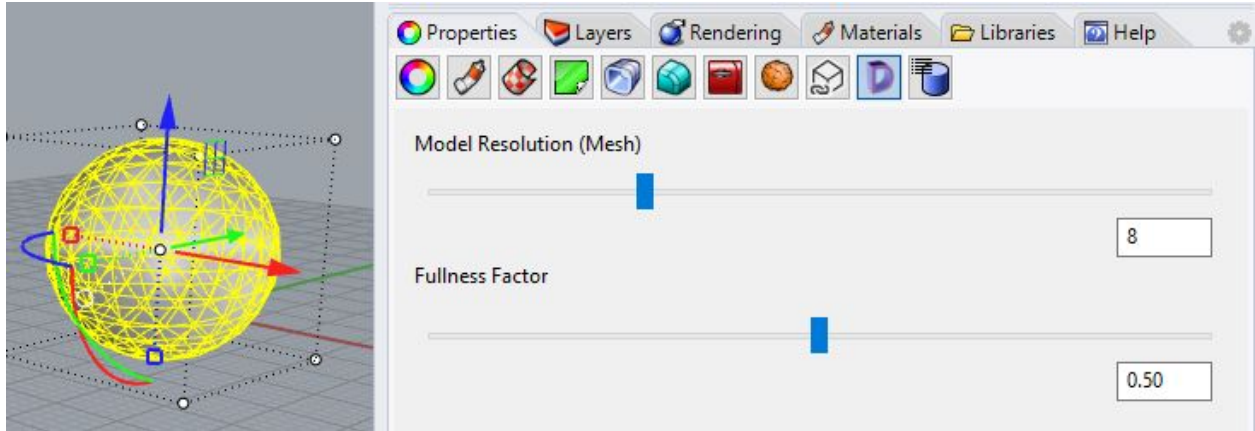 Properties Layers Rendering Materials Libraries Help
D
Model Resolution (Mesh)
8
Fullness Factor
0.50